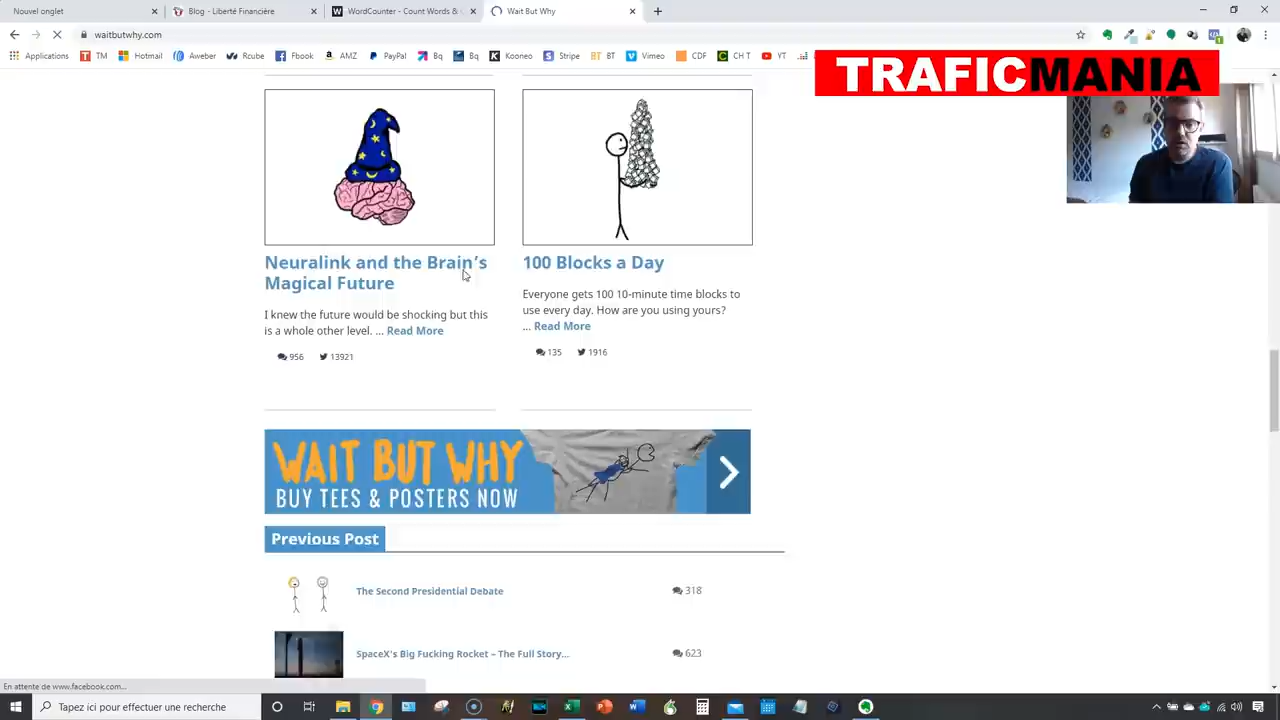 Nouvel onglet
Blog - Liberté Financière
WordCounter - Count Words &
Wait But Why
waitbutwhy.com
Applications TM Hotmail Aweber Rcube Fbook AMZ PayPal Bq Bq Kooneo Stripe BT Vimeo CDF CH T YT
TRAFICMANIA
Neuralink and the Brain's
Magical Future
I knew the future would be shocking but this
is a whole other level. ... Read More
956 13921
100 Blocks a Day
Everyone gets 100 10-minute time blocks to
use every day. How are you using yours?
... Read More
135 1916
WAIT BUT WHY
BUY TEES & POSTERS NOW
Previous Post
The Second Presidential Debate 318
SpaceX's Big Fucking Rocket – The Full Story... 623
En attente de www.facebook.com...
Tapez ici pour effectuer une recherche